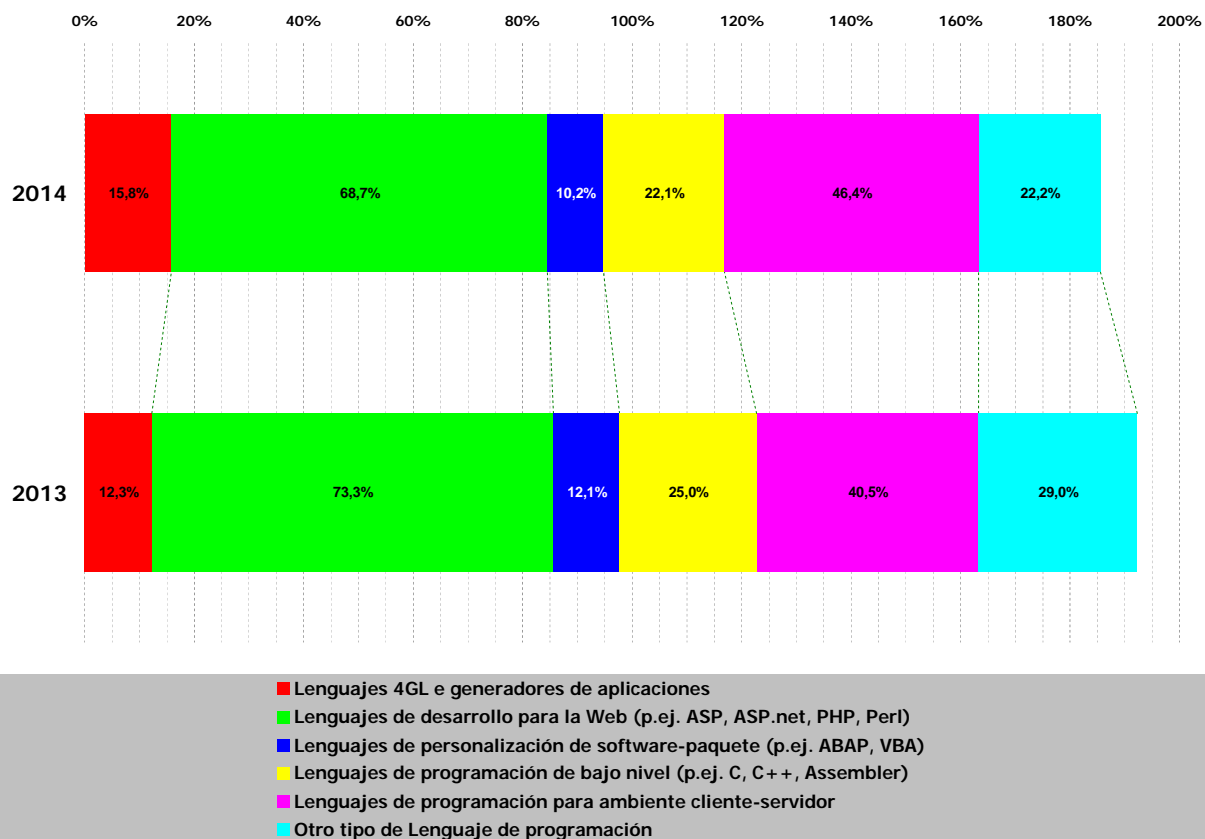 0% 20% 40% 60% 80% 100% 120% 140% 160% 180% 200%
2014 15,8% 68,7% 10,2% 22,1% 46,4% 22,2%
2013 12,3% 73,3% 12,1% 25,0% 40,5% 29,0%
Lenguajes 4GL e generadores de aplicaciones
Lenguajes de desarrollo para la Web (p.ej. ASP, ASP.net, PHP, Perl)
Lenguajes de personalización de software-paquete (p.ej. ABAP, VBA)
Lenguajes de programación de bajo nivel (p.ej. C, C++, Assembler)
Lenguajes de programación para ambiente cliente-servidor
Otro tipo de Lenguaje de programación